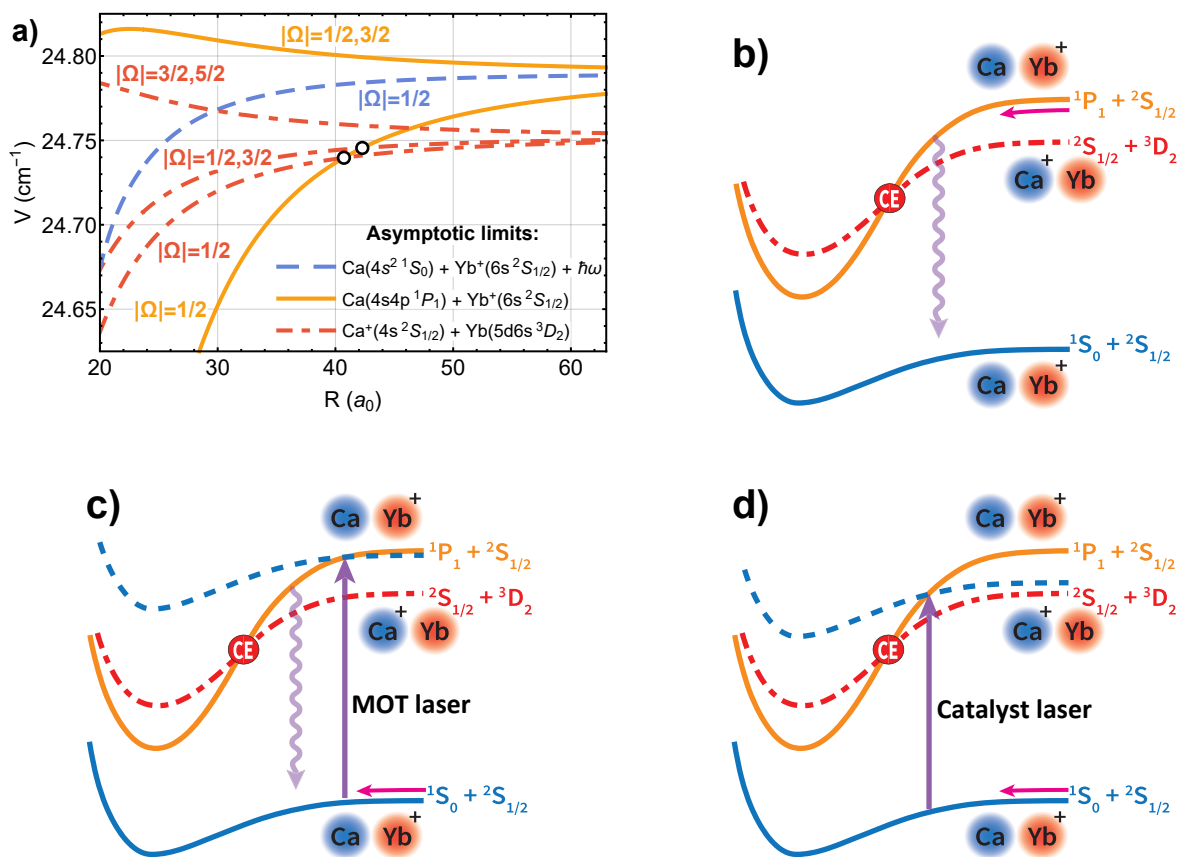 a)
24.80
24.75
24.70
24.65
V (cm⁻¹)
20
30
40
50
60
R (a₀)
|Ω|=1/2,3/2
|Ω|=3/2,5/2
|Ω|=1/2
|Ω|=1/2,3/2
|Ω|=1/2
|Ω|=1/2
Asymptotic limits:
Ca(4s² ¹S₀) + Yb⁺(6s ²S₁/₂) + ℏω
Ca(4s4p ¹P₁) + Yb⁺(6s ²S₁/₂)
Ca⁺(4s ²S₁/₂) + Yb(5d6s ³D₂)
b)
Ca Yb⁺
¹P₁ + ²S₁/₂
²S₁/₂ + ³D₂
Ca⁺ Yb
CE
¹S₀ + ²S₁/₂
Ca Yb⁺
c)
Ca Yb⁺
¹P₁ + ²S₁/₂
²S₁/₂ + ³D₂
Ca⁺ Yb
CE
MOT laser
¹S₀ + ²S₁/₂
Ca Yb⁺
d)
Ca Yb⁺
¹P₁ + ²S₁/₂
²S₁/₂ + ³D₂
Ca⁺ Yb
CE
Catalyst laser
¹S₀ + ²S₁/₂
Ca Yb⁺